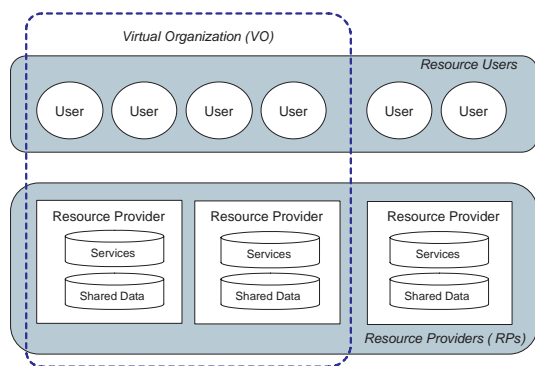 Virtual Organization (VO)
Resource Users
User User User User User User
Resource Provider Resource Provider Resource Provider
Services Services Services
Shared Data Shared Data Shared Data
Resource Providers ( RPs)